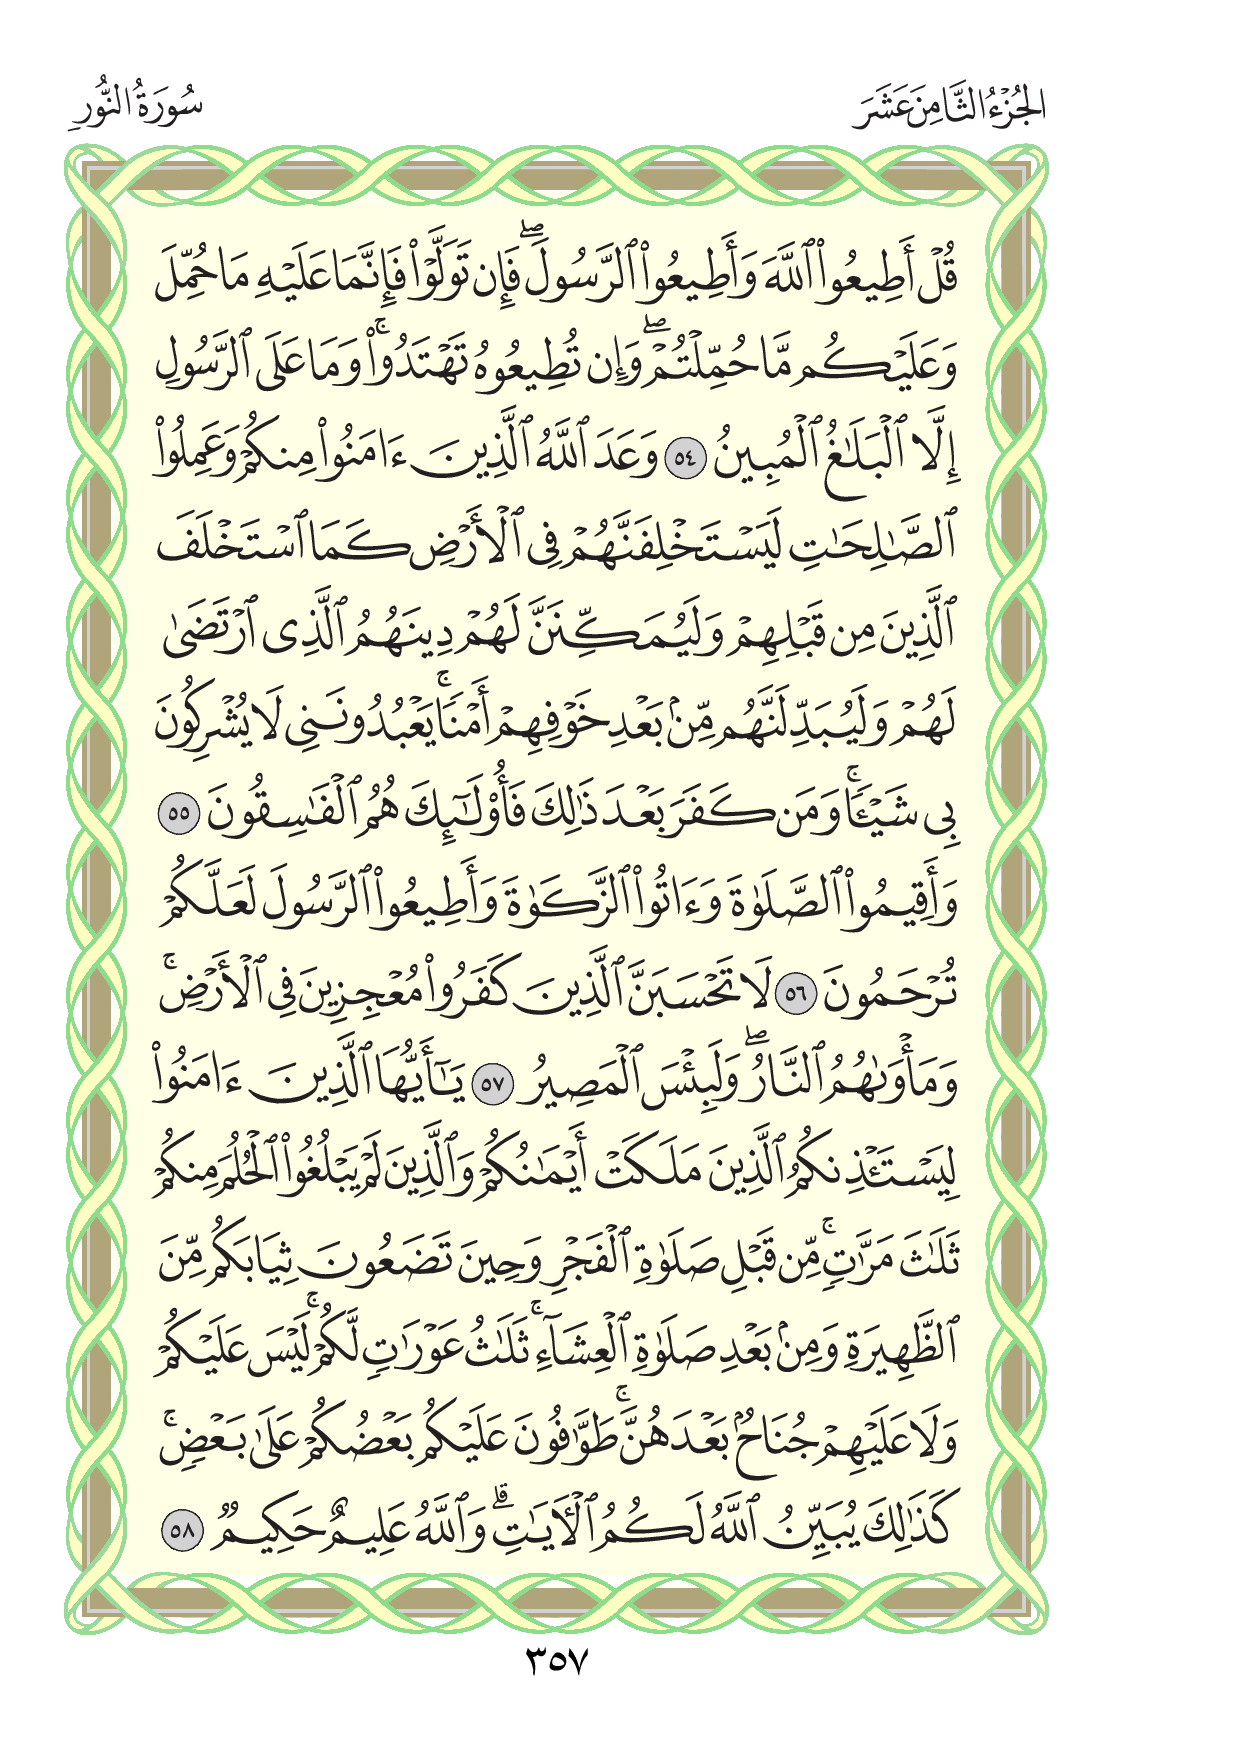 الجُزْءُ الثَّامِنَ عَشَرَ
سُورَةُ النُّورِ
قُلۡ أَطِيعُواْ ٱللَّهَ وَأَطِيعُواْ ٱلرَّسُولَۖ فَإِن تَوَلَّوۡاْ فَإِنَّمَا عَلَيۡهِ مَا حُمِّلَ
وَعَلَيۡكُم مَّا حُمِّلۡتُمۡۖ وَإِن تُطِيعُوهُ تَهۡتَدُواْۚ وَمَا عَلَى ٱلرَّسُولِ
إِلَّا ٱلۡبَلَٰغُ ٱلۡمُبِينُ ٥٤ وَعَدَ ٱللَّهُ ٱلَّذِينَ ءَامَنُواْ مِنكُمۡ وَعَمِلُواْ
ٱلصَّٰلِحَٰتِ لَيَسۡتَخۡلِفَنَّهُمۡ فِي ٱلۡأَرۡضِ كَمَا ٱسۡتَخۡلَفَ
ٱلَّذِينَ مِن قَبۡلِهِمۡ وَلَيُمَكِّنَنَّ لَهُمۡ دِينَهُمُ ٱلَّذِي ٱرۡتَضَىٰ
لَهُمۡ وَلَيُبَدِّلَنَّهُم مِّنۢ بَعۡدِ خَوۡفِهِمۡ أَمۡنٗاۚ يَعۡبُدُونَنِي لَا يُشۡرِكُونَ
بِي شَيۡـٔٗاۚ وَمَن كَفَرَ بَعۡدَ ذَٰلِكَ فَأُوْلَٰٓئِكَ هُمُ ٱلۡفَٰسِقُونَ ٥٥
وَأَقِيمُواْ ٱلصَّلَوٰةَ وَءَاتُواْ ٱلزَّكَوٰةَ وَأَطِيعُواْ ٱلرَّسُولَ لَعَلَّكُمۡ
تُرۡحَمُونَ ٥٦ لَا تَحۡسَبَنَّ ٱلَّذِينَ كَفَرُواْ مُعۡجِزِينَ فِي ٱلۡأَرۡضِۚ
وَمَأۡوَىٰهُمُ ٱلنَّارُۖ وَلَبِئۡسَ ٱلۡمَصِيرُ ٥٧ يَٰٓأَيُّهَا ٱلَّذِينَ ءَامَنُواْ
لِيَسۡتَـٔۡذِنكُمُ ٱلَّذِينَ مَلَكَتۡ أَيۡمَٰنُكُمۡ وَٱلَّذِينَ لَمۡ يَبۡلُغُواْ ٱلۡحُلُمَ مِنكُمۡ
ثَلَٰثَ مَرَّٰتٖۚ مِّن قَبۡلِ صَلَوٰةِ ٱلۡفَجۡرِ وَحِينَ تَضَعُونَ ثِيَابَكُم مِّنَ
ٱلظَّهِيرَةِ وَمِنۢ بَعۡدِ صَلَوٰةِ ٱلۡعِشَآءِۚ ثَلَٰثُ عَوۡرَٰتٖ لَّكُمۡۚ لَيۡسَ عَلَيۡكُمۡ
وَلَا عَلَيۡهِمۡ جُنَاحُۢ بَعۡدَهُنَّۚ طَوَّٰفُونَ عَلَيۡكُم بَعۡضُكُمۡ عَلَىٰ بَعۡضٖۚ
كَذَٰلِكَ يُبَيِّنُ ٱللَّهُ لَكُمُ ٱلۡأٓيَٰتِۗ وَٱللَّهُ عَلِيمٌ حَكِيمٞ ٥٨
٣٥٧